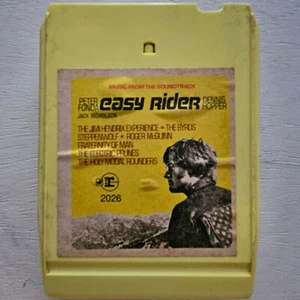 MUSIC FROM THE SOUNDTRACK
PETER FONDA
easy rider
DENNIS HOPPER
JACK NICHOLSON
THE JIMI HENDRIX EXPERIENCE • THE BYRDS
STEPPENWOLF • ROGER McGUINN
FRATERNITY OF MAN
THE ELECTRIC PRUNES
THE HOLY MODAL ROUNDERS
2026